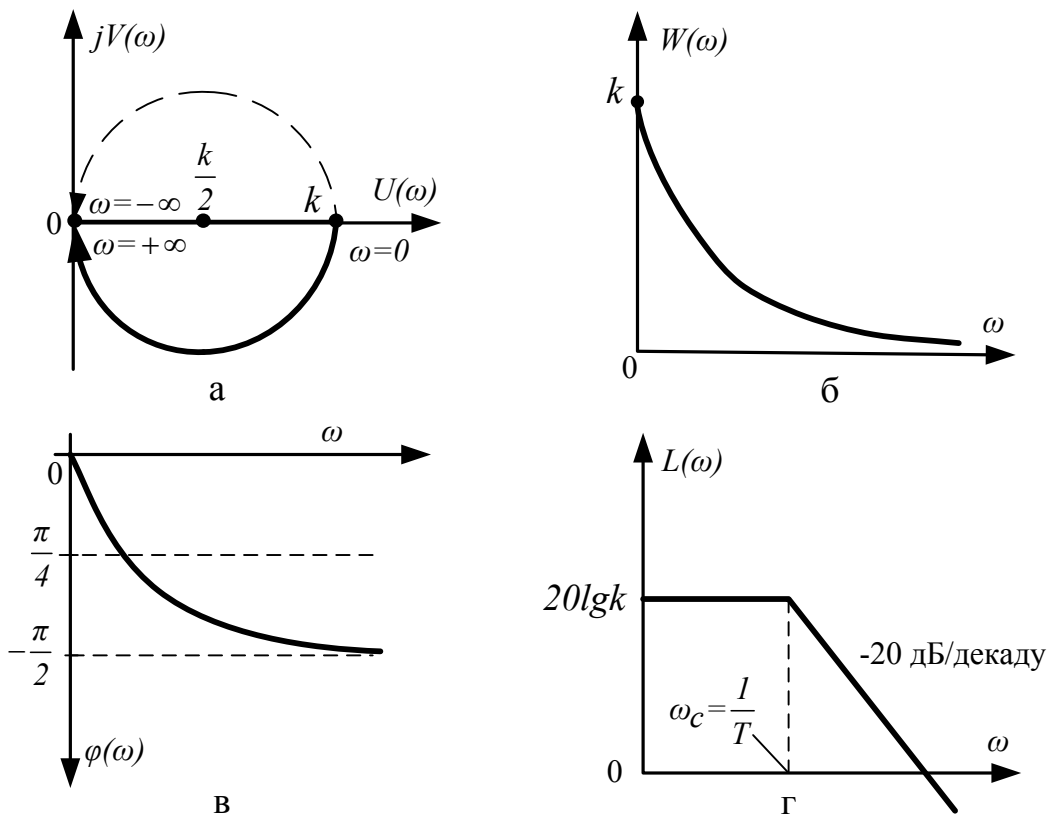 jV(ω)
k/2
ω=−∞
k
U(ω)
0
ω=+∞
ω=0
а
W(ω)
k
ω
0
б
ω
0
π/4
−π/2
φ(ω)
в
L(ω)
20lgk
-20 дБ/декаду
ωc=1/T
ω
0
г